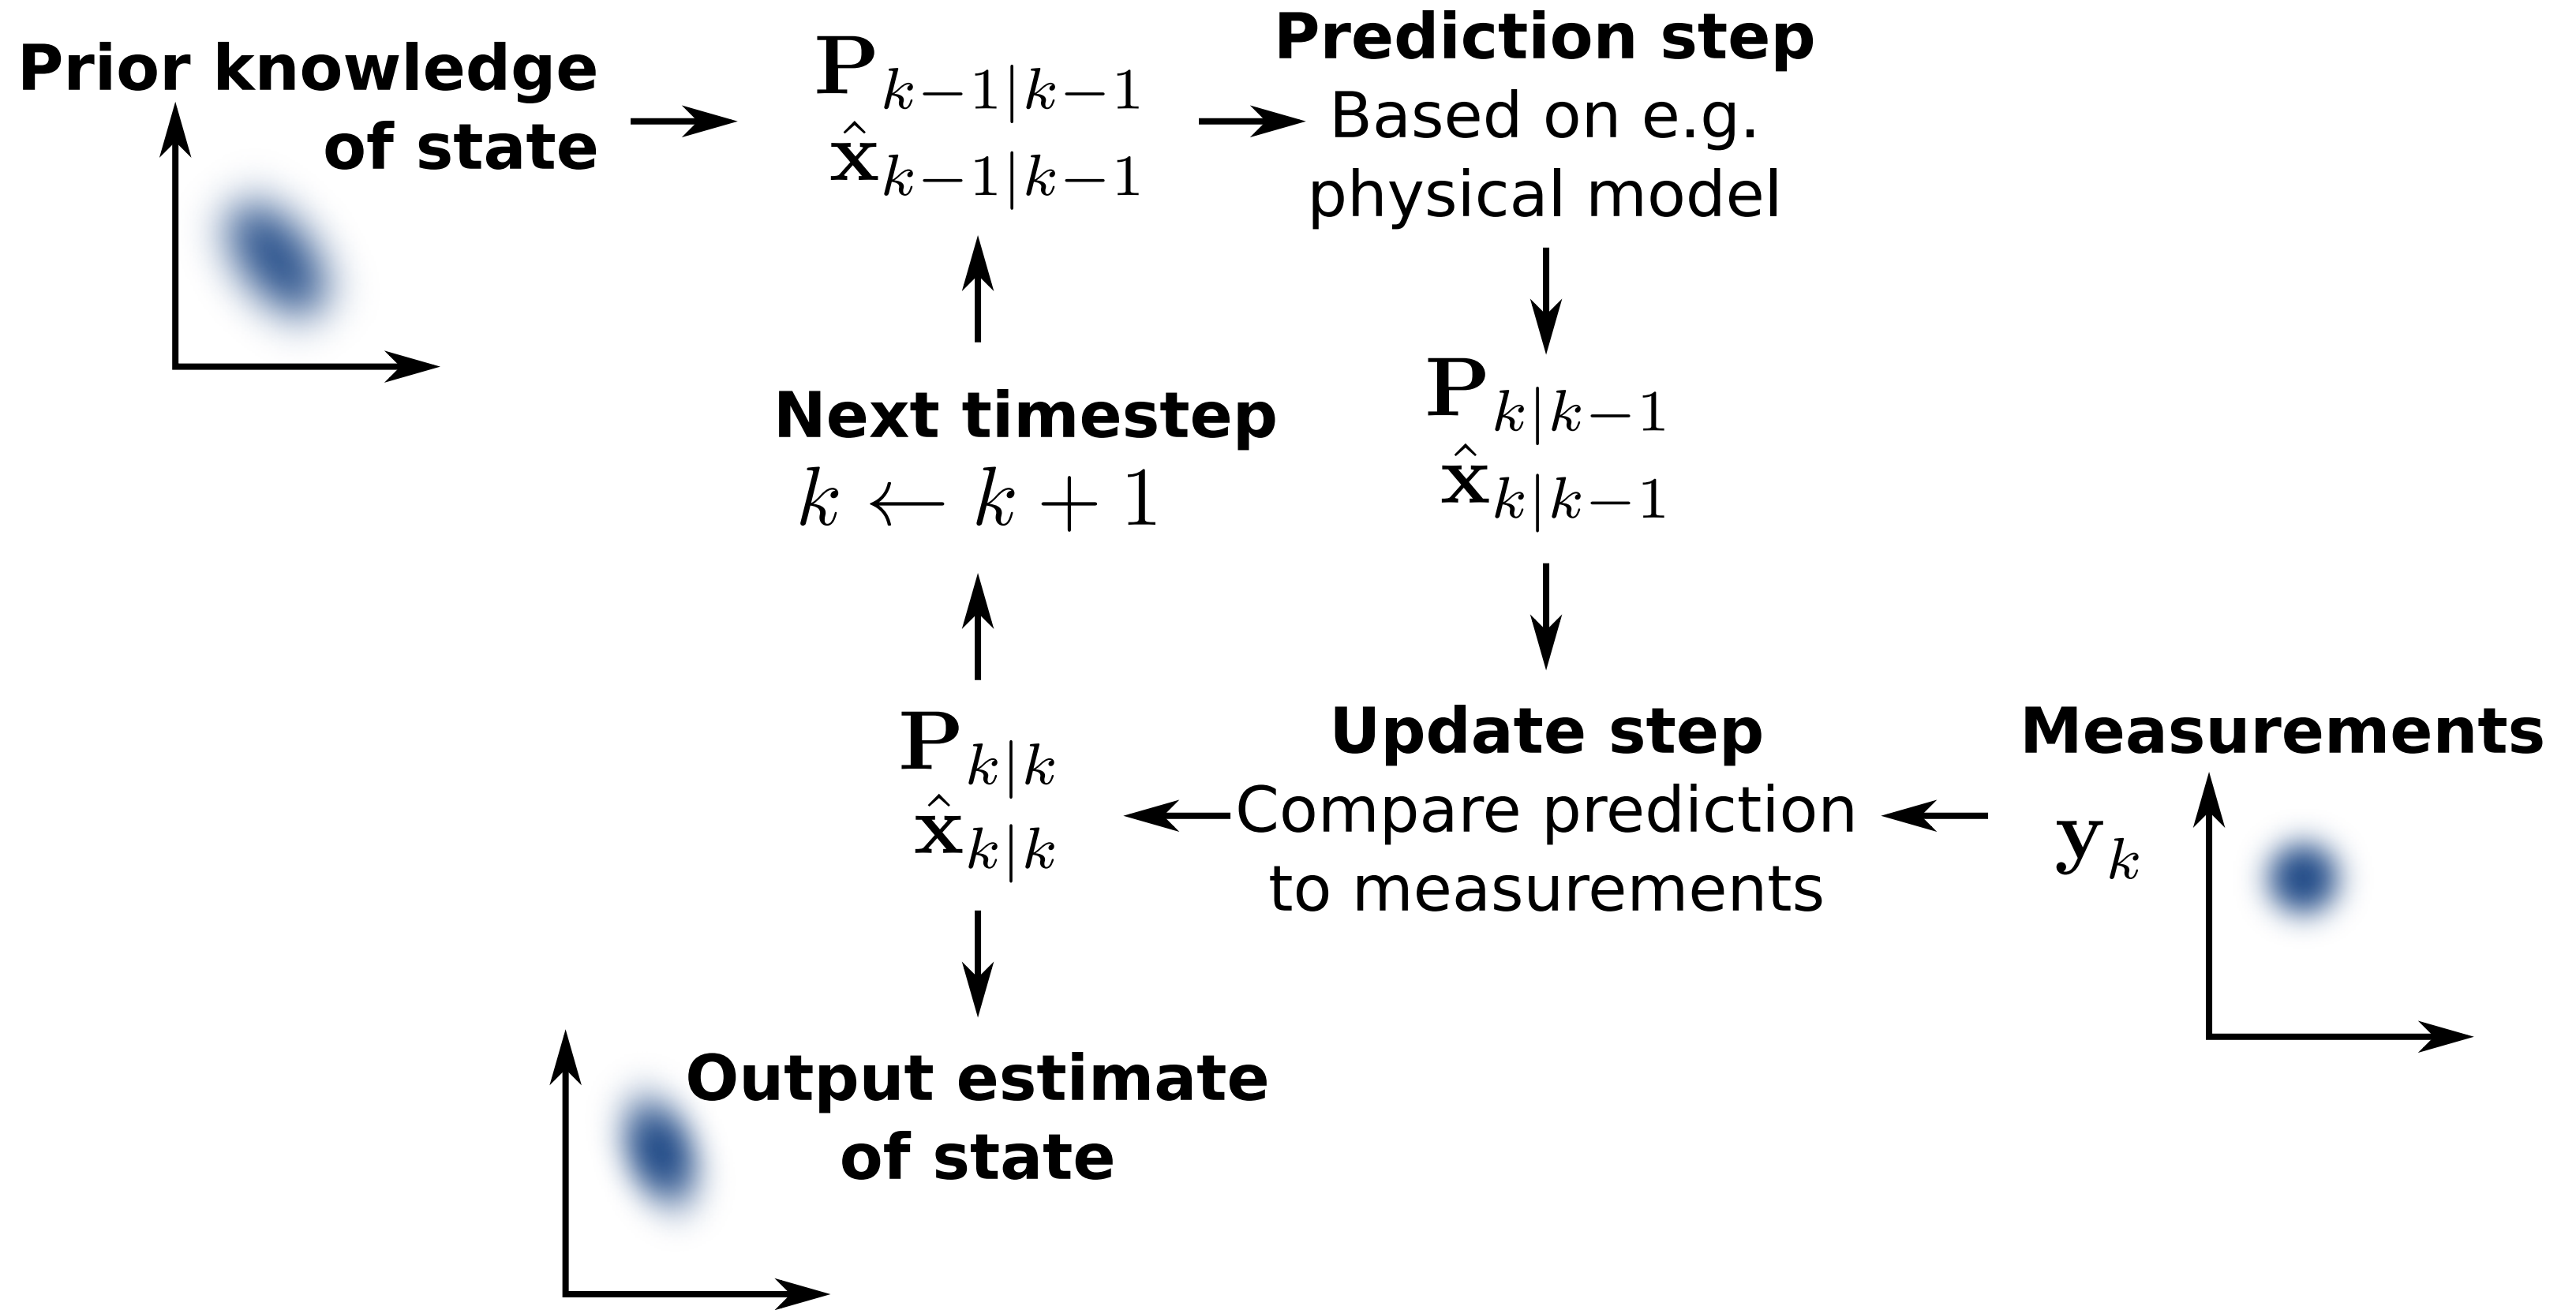 Prior knowledge
of state
P_{k−1|k−1}
x̂_{k−1|k−1}
Prediction step
Based on e.g.
physical model
Next timestep
k ← k + 1
P_{k|k−1}
x̂_{k|k−1}
P_{k|k}
x̂_{k|k}
Update step
Compare prediction
to measurements
Measurements
y_k
Output estimate
of state